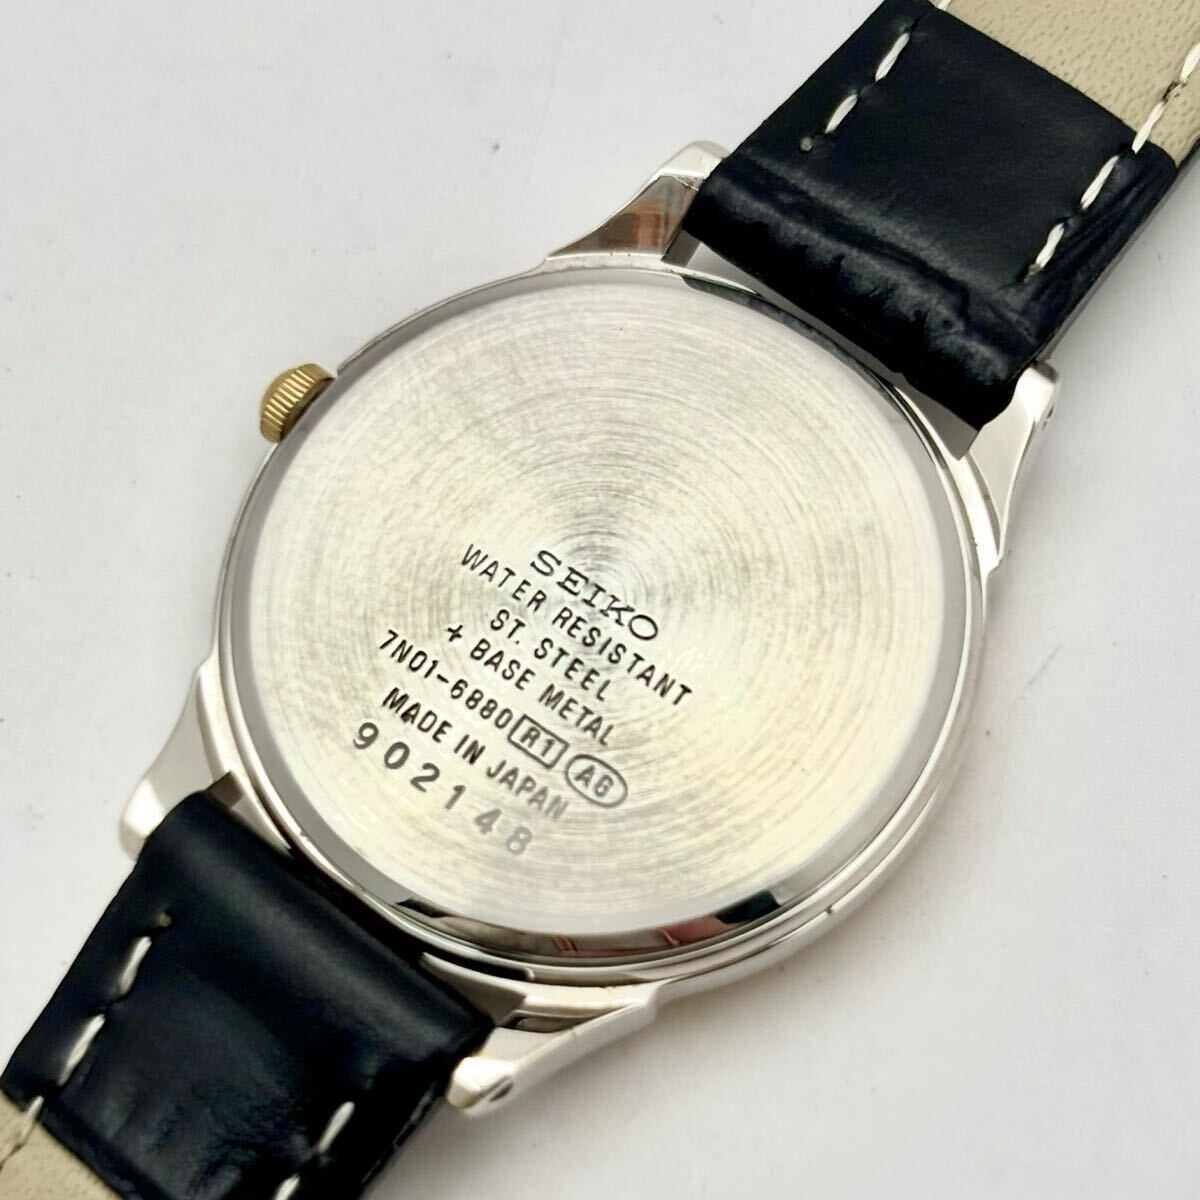 SEIKO
WATER RESISTANT
ST. STEEL
+ BASE METAL
7N01-6880 R1 A6
MADE IN JAPAN
902148